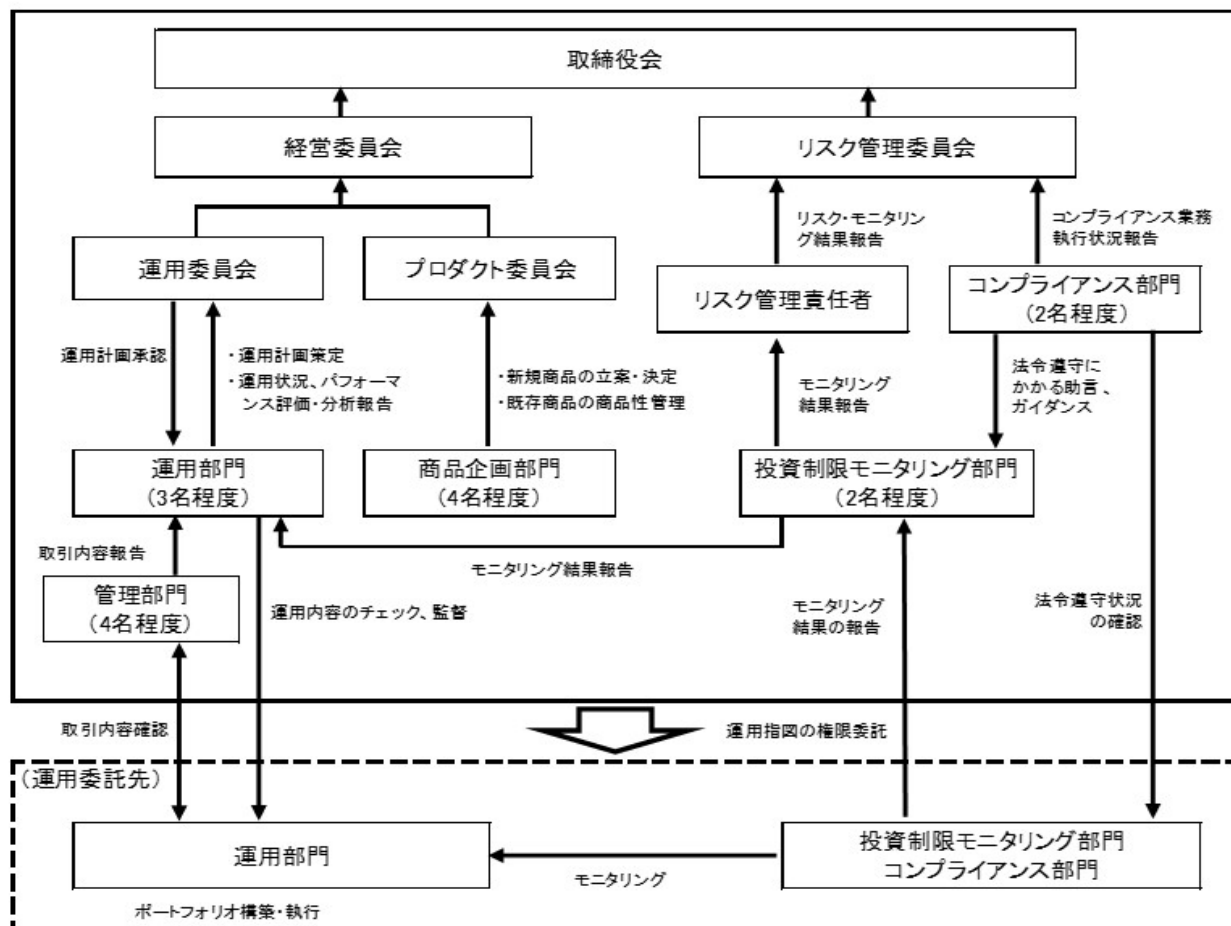 取締役会
経営委員会
リスク管理委員会
リスク・モニタリン
グ結果報告
コンプライアンス業務
執行状況報告
運用委員会
プロダクト委員会
リスク管理責任者
コンプライアンス部門
(2名程度)
運用計画承認
・運用計画策定
・運用状況、パフォーマ
ンス評価・分析報告
・新規商品の立案・決定
・既存商品の商品性管理
モニタリング
結果報告
法令遵守に
かかる助言、
ガイダンス
運用部門
(3名程度)
商品企画部門
(4名程度)
投資制限モニタリング部門
(2名程度)
取引内容報告
モニタリング結果報告
管理部門
(4名程度)
運用内容のチェック、監督
モニタリング
結果の報告
法令遵守状況
の確認
取引内容確認
運用指図の権限委託
(運用委託先)
運用部門
モニタリング
投資制限モニタリング部門
コンプライアンス部門
ポートフォリオ構築・執行